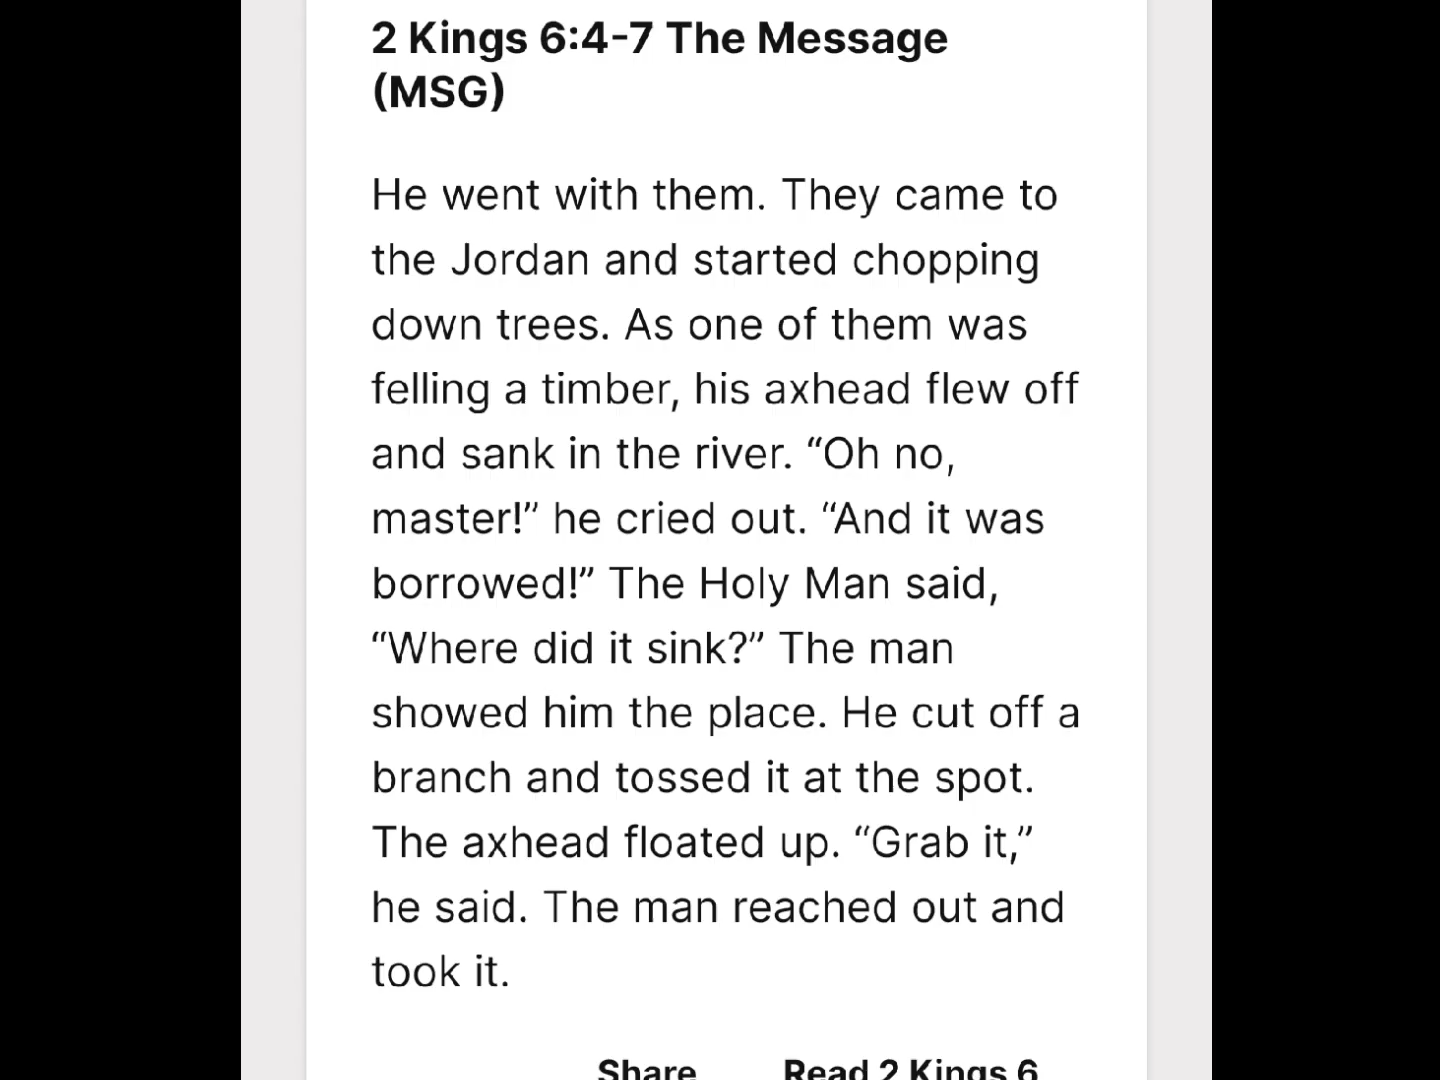 2 Kings 6:4-7 The Message
(MSG)
He went with them. They came to
the Jordan and started chopping
down trees. As one of them was
felling a timber, his axhead flew off
and sank in the river. “Oh no,
master!” he cried out. “And it was
borrowed!” The Holy Man said,
“Where did it sink?” The man
showed him the place. He cut off a
branch and tossed it at the spot.
The axhead floated up. “Grab it,”
he said. The man reached out and
took it.
Share Read 2 Kings 6